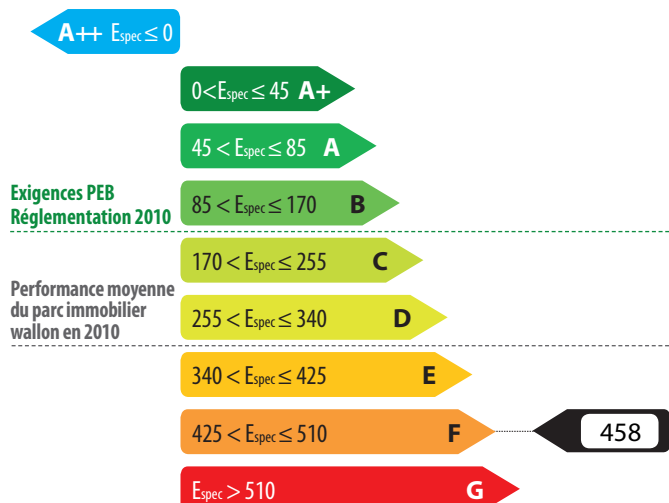 A++ Espec ≤ 0
0<Espec ≤ 45 A+
45 < Espec ≤ 85 A
Exigences PEB
Réglementation 2010
85 < Espec ≤ 170 B
170 < Espec ≤ 255 C
Performance moyenne
du parc immobilier
wallon en 2010
255 < Espec ≤ 340 D
340 < Espec ≤ 425 E
425 < Espec ≤ 510 F
458
Espec > 510 G